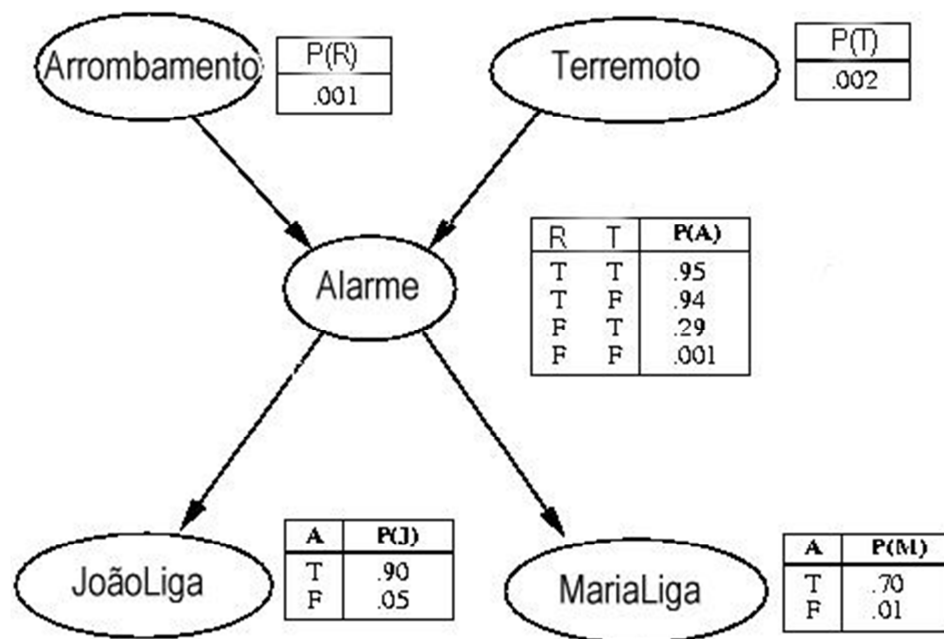 Arrombamento
P(R)
.001
Terremoto
P(T)
.002
Alarme
R T P(A)
T T .95
T F .94
F T .29
F F .001
JoãoLiga
A P(J)
T .90
F .05
MariaLiga
A P(M)
T .70
F .01